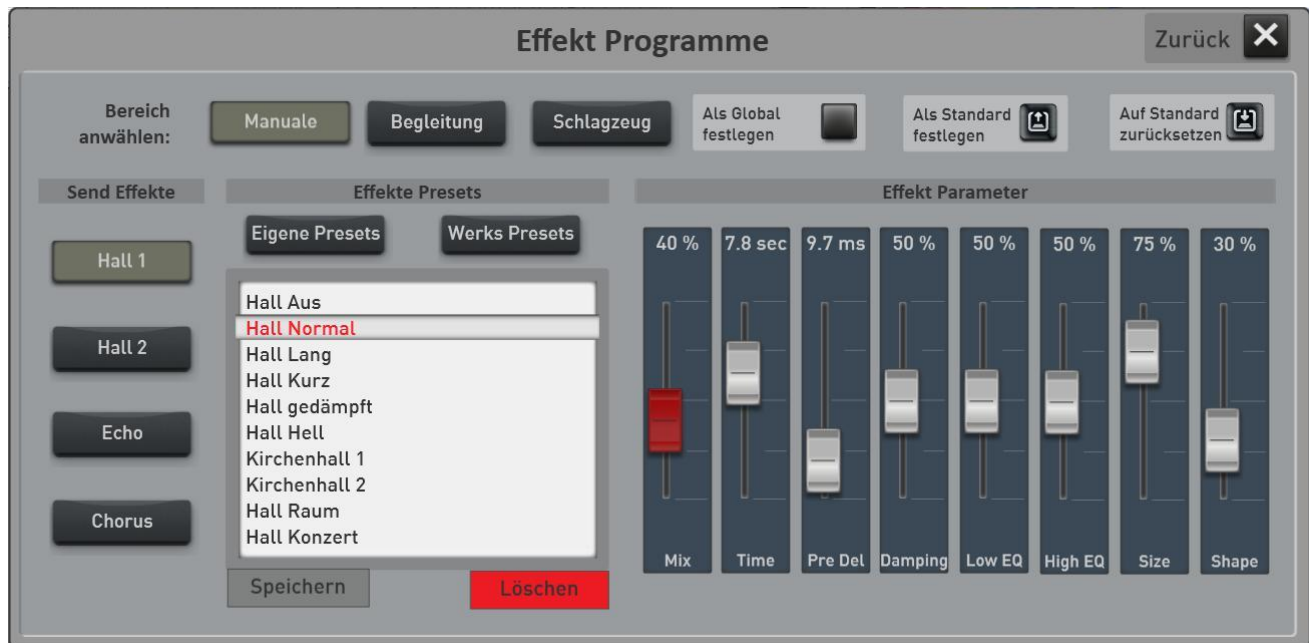 Effekt Programme
Zurück
Bereich
anwählen:
Manuale
Begleitung
Schlagzeug
Als Global
festlegen
Als Standard
festlegen
Auf Standard
zurücksetzen
Send Effekte
Effekte Presets
Effekt Parameter
Hall 1
Hall 2
Echo
Chorus
Eigene Presets
Werks Presets
Hall Aus
Hall Normal
Hall Lang
Hall Kurz
Hall gedämpft
Hall Hell
Kirchenhall 1
Kirchenhall 2
Hall Raum
Hall Konzert
Speichern
Löschen
40 % 7.8 sec 9.7 ms 50 % 50 % 50 % 75 % 30 %
Mix Time Pre Del Damping Low EQ High EQ Size Shape